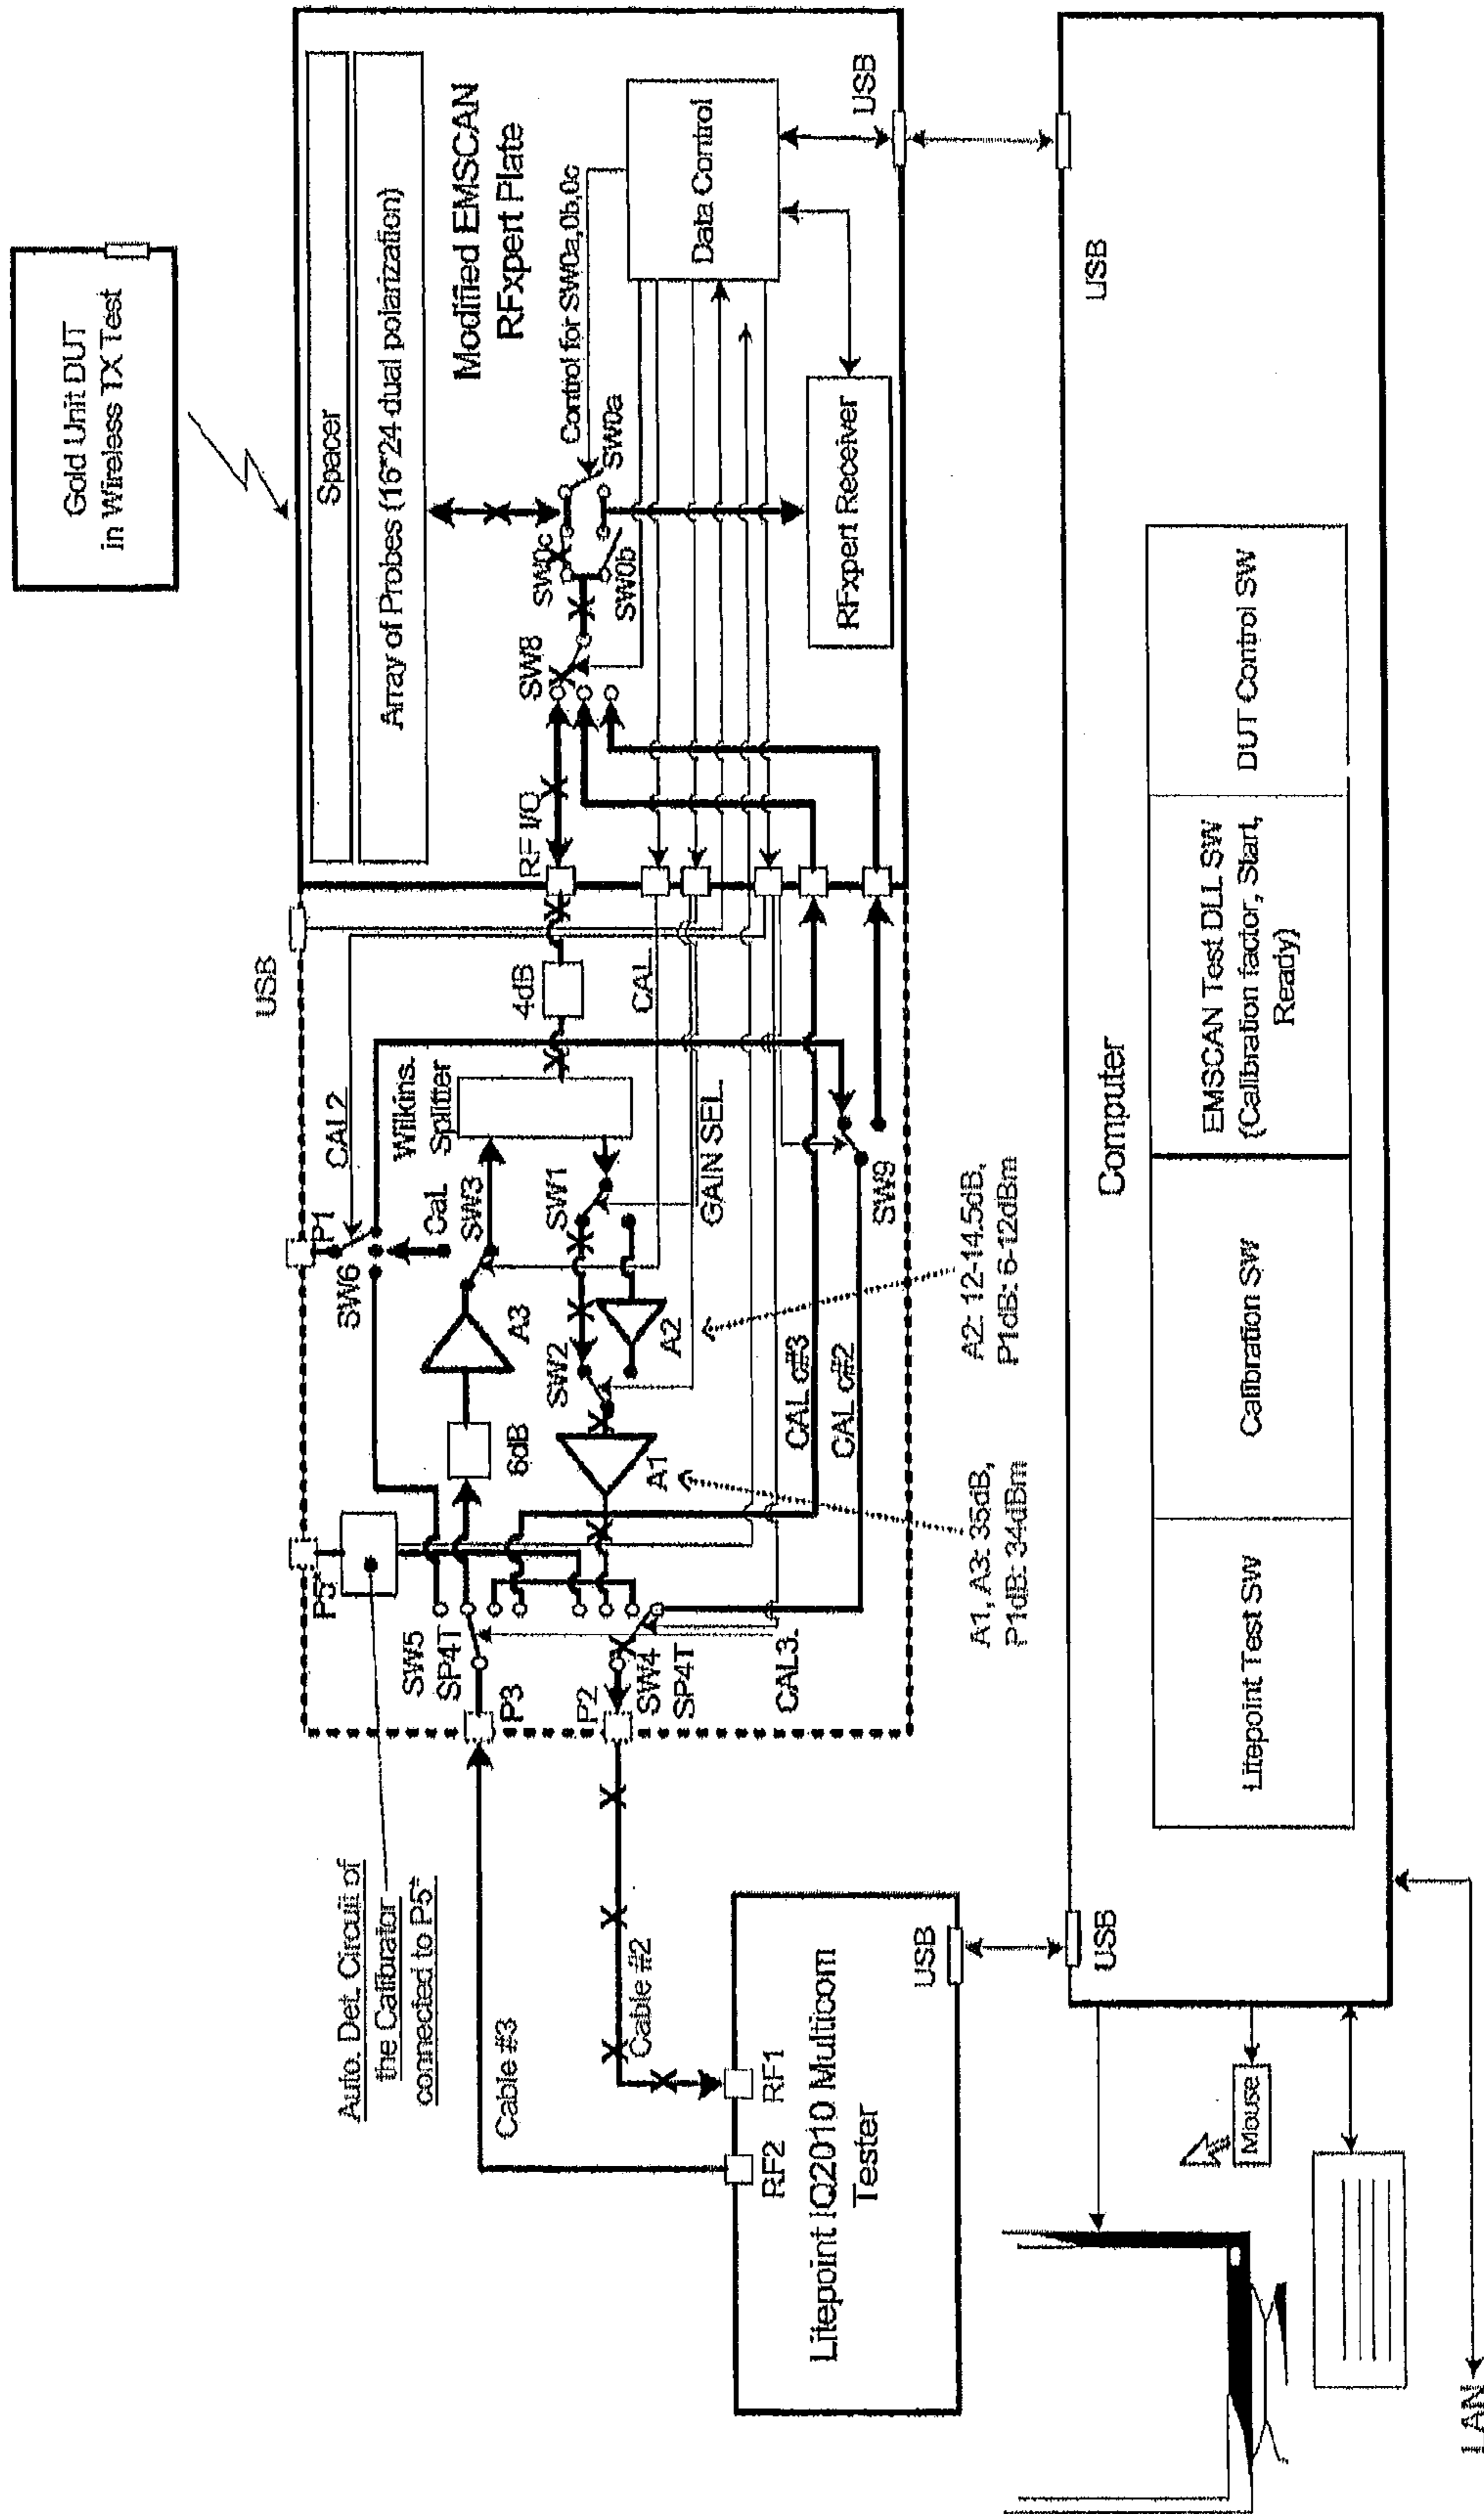 Gold Unit DUT
in Wireless TX Test
Spacer
Array of Probes (16*24 dual polarization)
Modified EMSCAN
RFxpert Plate
Control for SW0a,0b,0c
SW0c
SW0a
SW0b
SW8
RF I/O
Data Control
RFxpert Receiver
USB
USB
P1
CAL2
SW6
Cal.
Wilkins.
Splitter
4dB
CAL
SW3
A3
6dB
SW1
SW2
A2
A1
GAIN SEL.
CAL c#3
CAL c#2
SW9
P5*
SW5
SP4T
P3
P2
SW4
SP4T
CAL3.
A1, A3: 35dB,
P1dB: 34dBm
A2: 12-14.5dB,
P1dB: 6-12dBm
Auto. Det. Circuit of
the Calibrator
connected to P5*
Cable #3
Cable #2
RF2
RF1
Litepoint IQ2010 Multicom
Tester
USB
USB
USB
Computer
Litepoint Test SW
Calibration SW
EMSCAN Test DLL SW
(Calibration factor, Start,
Ready)
DUT Control SW
Mouse
LAN